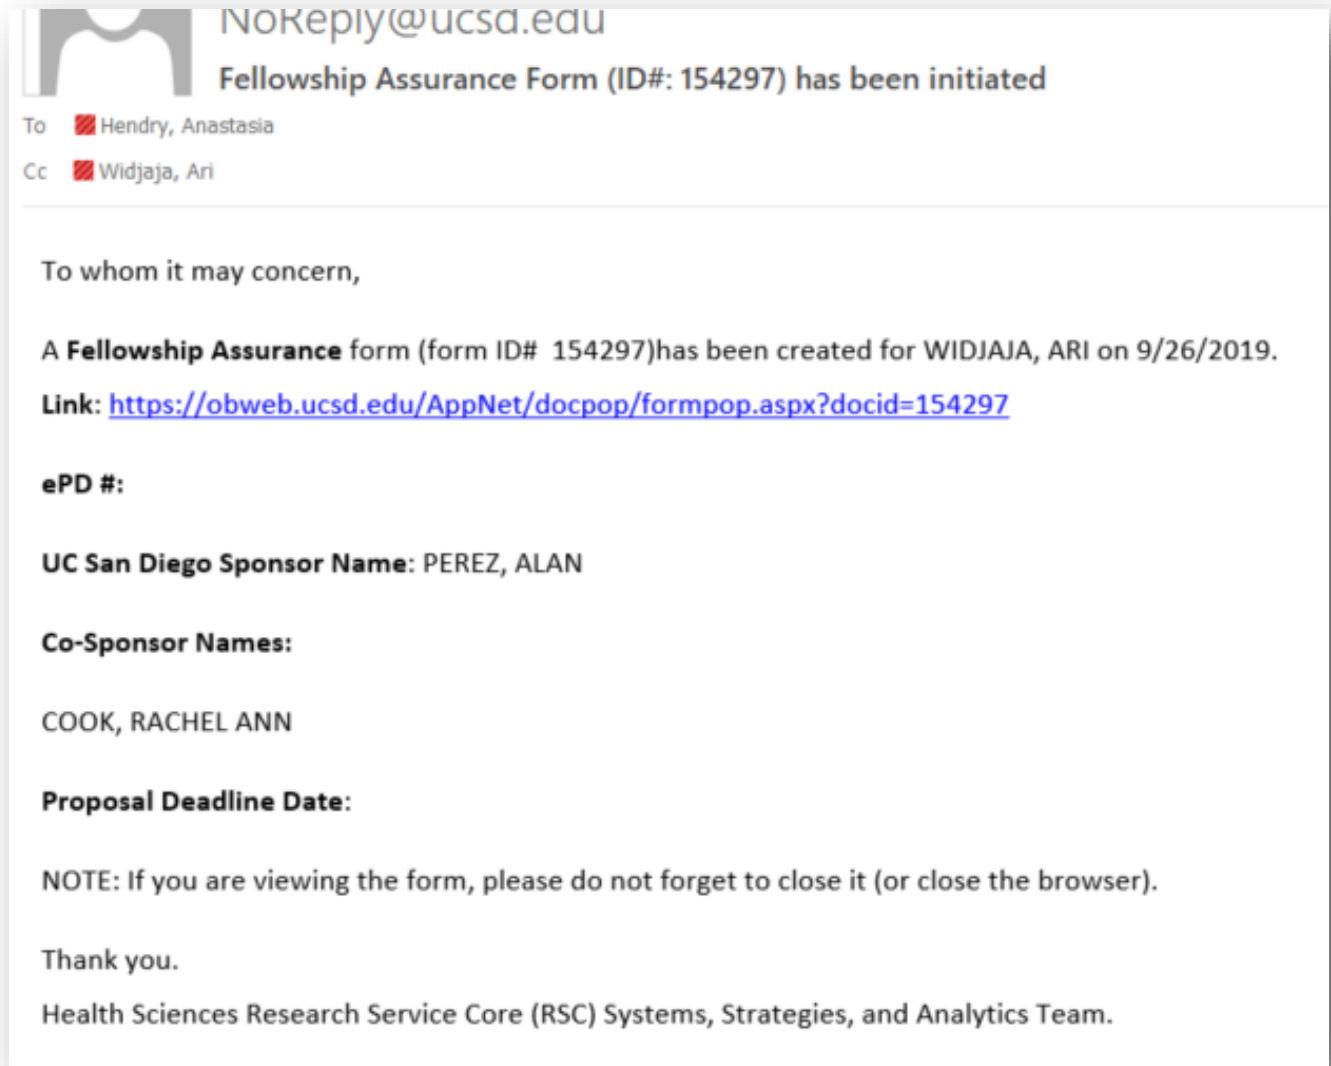 NoReply@ucsd.edu
Fellowship Assurance Form (ID#: 154297) has been initiated
To Hendry, Anastasia
Cc Widjaja, Ari
To whom it may concern,
A Fellowship Assurance form (form ID#  154297)has been created for WIDJAJA, ARI on 9/26/2019.
Link: https://obweb.ucsd.edu/AppNet/docpop/formpop.aspx?docid=154297
ePD #:
UC San Diego Sponsor Name: PEREZ, ALAN
Co-Sponsor Names:
COOK, RACHEL ANN
Proposal Deadline Date:
NOTE: If you are viewing the form, please do not forget to close it (or close the browser).
Thank you.
Health Sciences Research Service Core (RSC) Systems, Strategies, and Analytics Team.